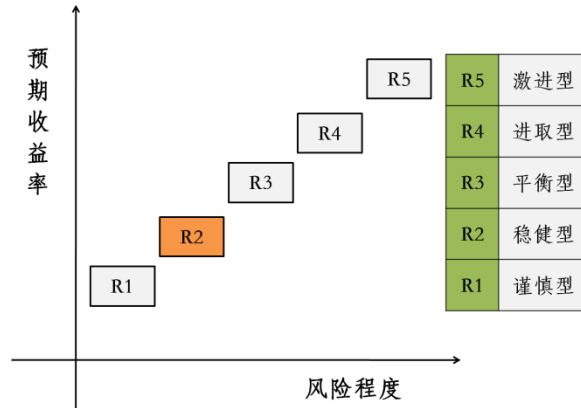 预期收益率
R5
R4
R3
R2
R1
风险程度
R5 激进型
R4 进取型
R3 平衡型
R2 稳健型
R1 谨慎型